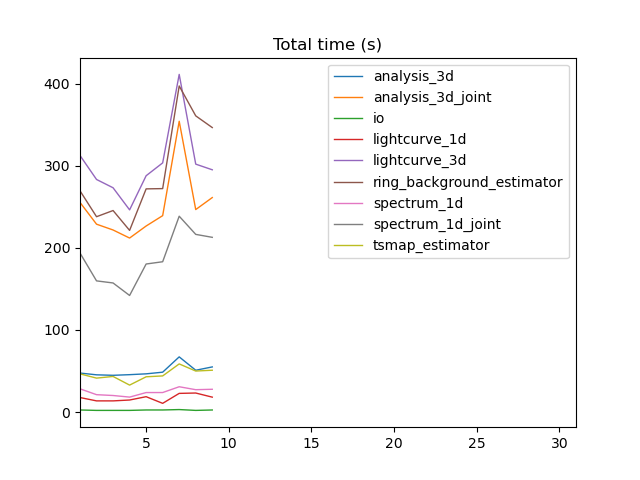 Total time (s)
400
300
200
100
0
5
10
15
20
25
30
analysis_3d
analysis_3d_joint
io
lightcurve_1d
lightcurve_3d
ring_background_estimator
spectrum_1d
spectrum_1d_joint
tsmap_estimator